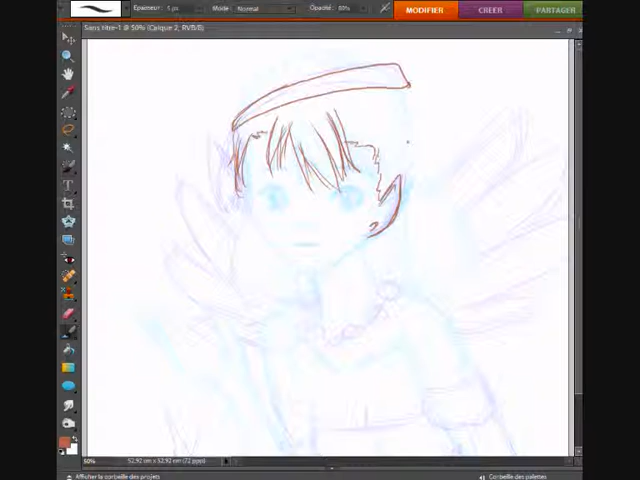 Epaisseur: 5 px Mode Normal Opacité: 80% MODIFIER CRÉER PARTAGER
Sans titre-1 @ 50% (Calque 2, RVB/8)
T
50% 52,92 cm x 52,92 cm (72 ppp)
Afficher la corbeille des projets Corbeille des palettes